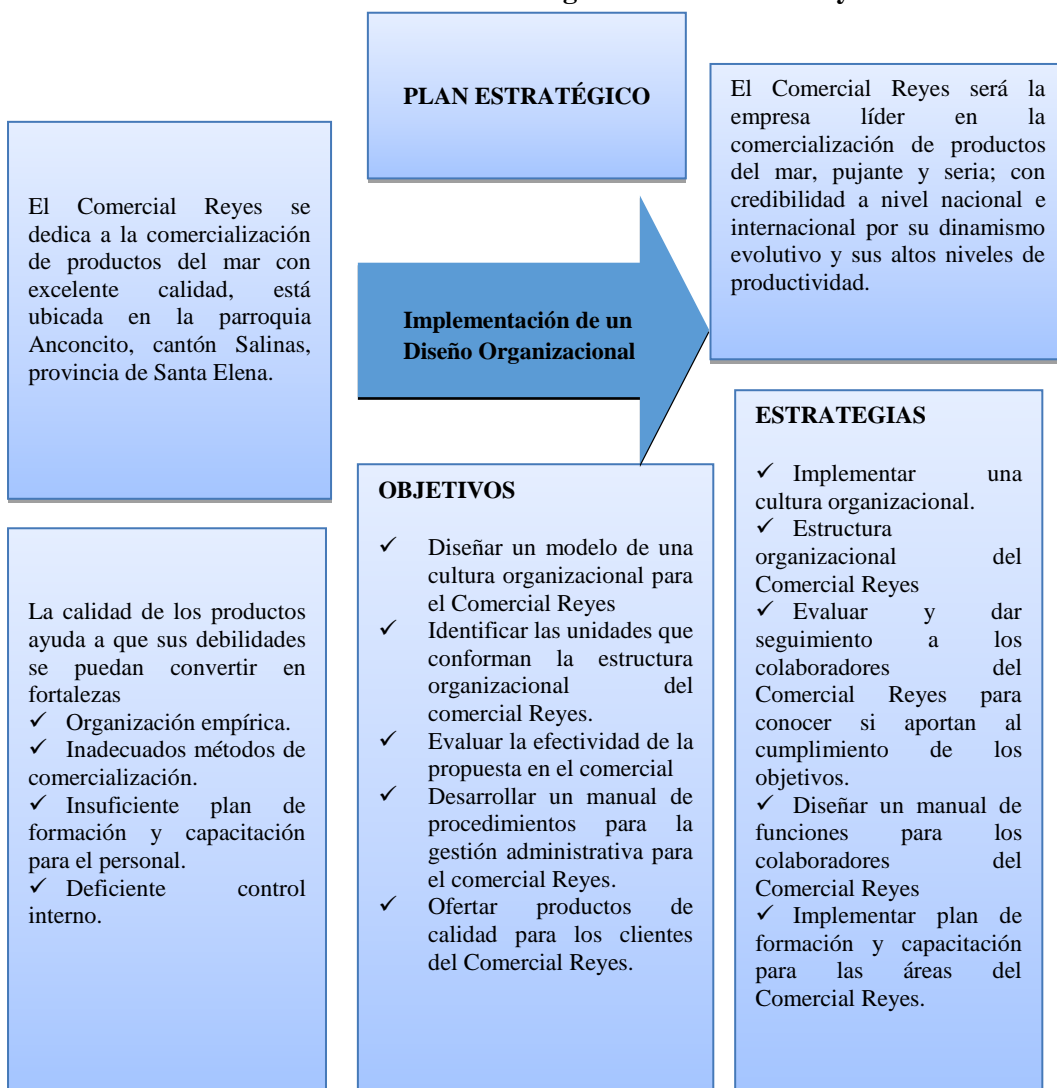 PLAN ESTRATÉGICO
El Comercial Reyes se
dedica a la comercialización
de productos del mar con
excelente calidad, está
ubicada en la parroquia
Anconcito, cantón Salinas,
provincia de Santa Elena.
Implementación de un
Diseño Organizacional
El Comercial Reyes será la
empresa líder en la
comercialización de productos
del mar, pujante y seria; con
credibilidad a nivel nacional e
internacional por su dinamismo
evolutivo y sus altos niveles de
productividad.
La calidad de los productos
ayuda a que sus debilidades
se puedan convertir en
fortalezas
✓ Organización empírica.
✓ Inadecuados métodos de
comercialización.
✓ Insuficiente plan de
formación y capacitación
para el personal.
✓ Deficiente control
interno.
OBJETIVOS
✓ Diseñar un modelo de una
cultura organizacional para
el Comercial Reyes
✓ Identificar las unidades que
conforman la estructura
organizacional del
comercial Reyes.
✓ Evaluar la efectividad de la
propuesta en el comercial
✓ Desarrollar un manual de
procedimientos para la
gestión administrativa para
el comercial Reyes.
✓ Ofertar productos de
calidad para los clientes
del Comercial Reyes.
ESTRATEGIAS
✓ Implementar una
cultura organizacional.
✓ Estructura
organizacional del
Comercial Reyes
✓ Evaluar y dar
seguimiento a los
colaboradores del
Comercial Reyes para
conocer si aportan al
cumplimiento de los
objetivos.
✓ Diseñar un manual de
funciones para los
colaboradores del
Comercial Reyes
✓ Implementar plan de
formación y capacitación
para las áreas del
Comercial Reyes.